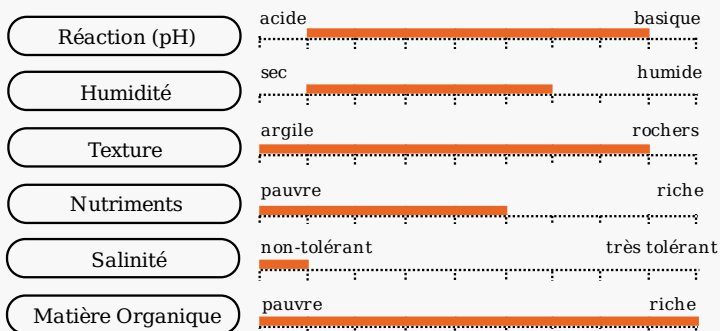 Réaction (pH)
acide basique
Humidité
sec humide
Texture
argile rochers
Nutriments
pauvre riche
Salinité
non-tolérant très tolérant
Matière Organique
pauvre riche